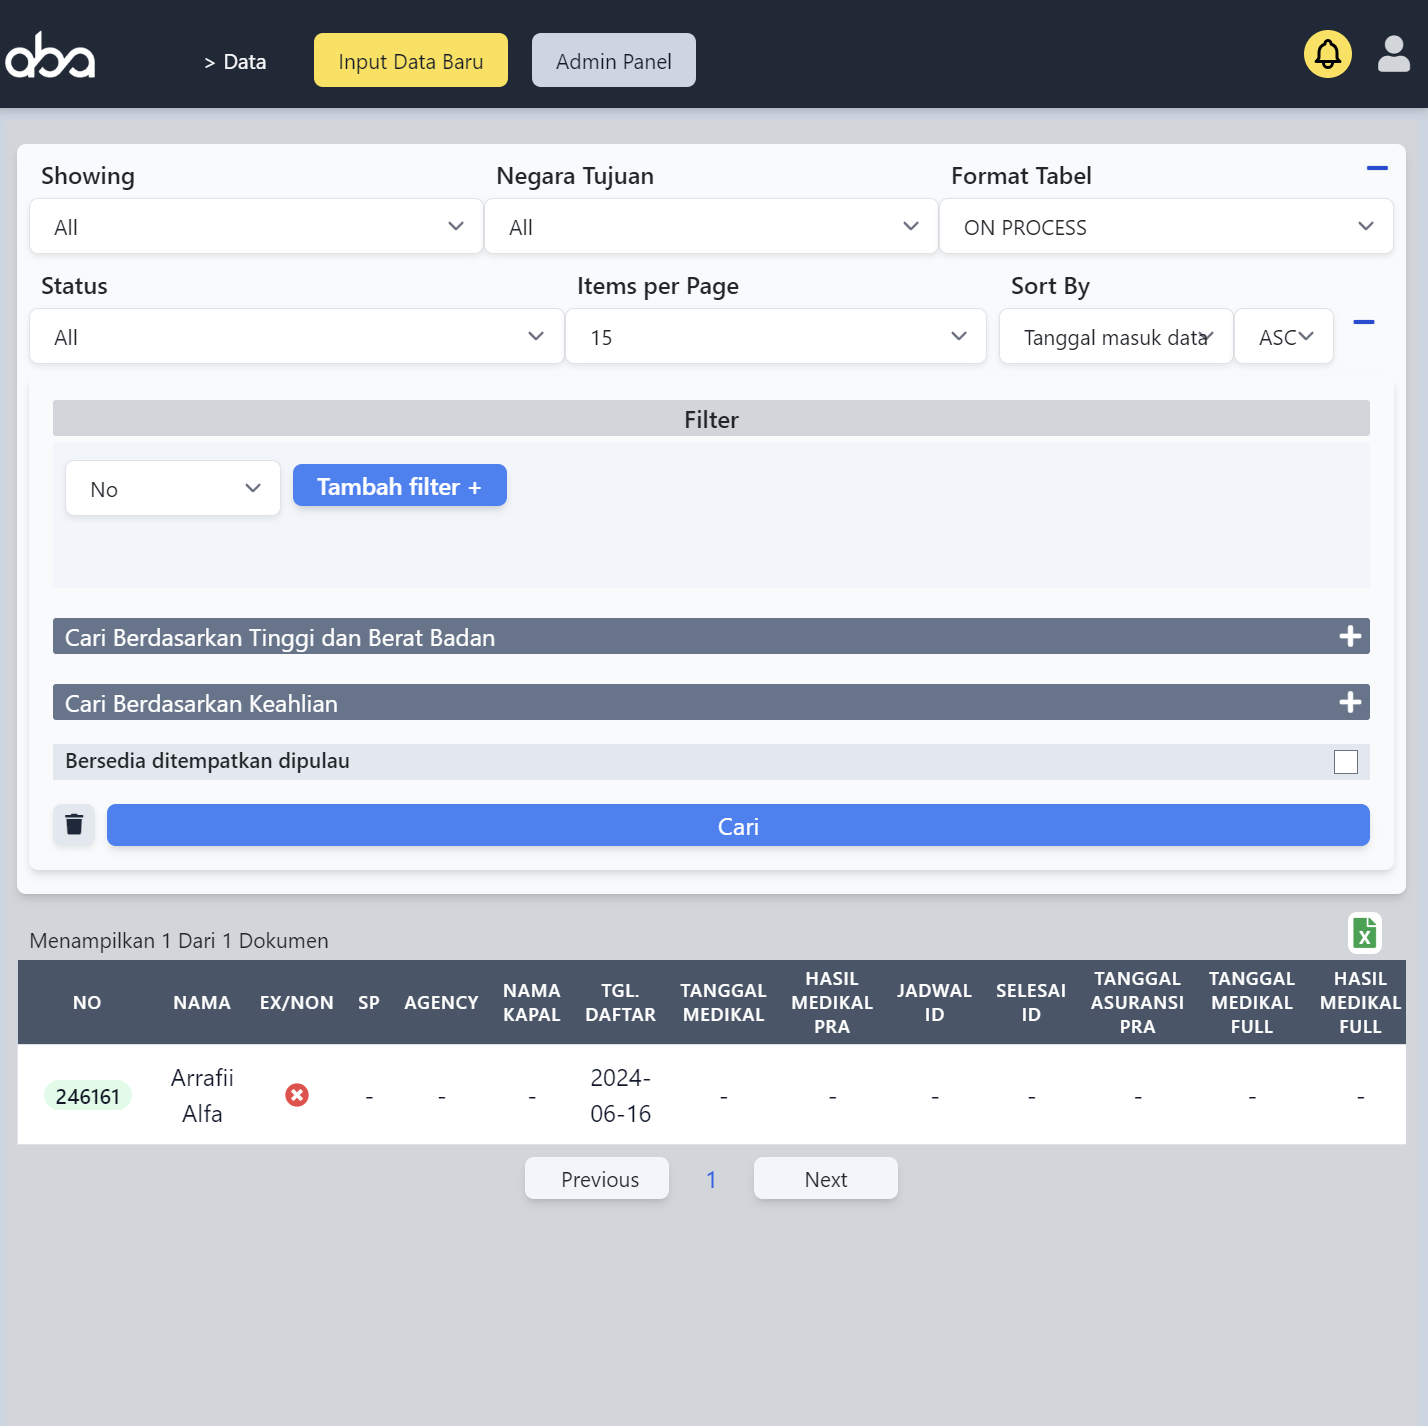 aba
> Data
Input Data Baru
Admin Panel
Showing
Negara Tujuan
Format Tabel
All
All
ON PROCESS
Status
Items per Page
Sort By
All
15
Tanggal masuk data
ASC
Filter
No
Tambah filter +
Cari Berdasarkan Tinggi dan Berat Badan
Cari Berdasarkan Keahlian
Bersedia ditempatkan dipulau
Cari
Menampilkan 1 Dari 1 Dokumen
X
NO
NAMA
EX/NON
SP
AGENCY
NAMA
KAPAL
TGL.
DAFTAR
TANGGAL
MEDIKAL
HASIL
MEDIKAL
PRA
JADWAL
ID
SELESAI
ID
TANGGAL
ASURANSI
PRA
TANGGAL
MEDIKAL
FULL
HASIL
MEDIKAL
FULL
246161
Arrafii
Alfa
-
-
-
2024-
06-16
-
-
-
-
-
-
-
Previous
1
Next